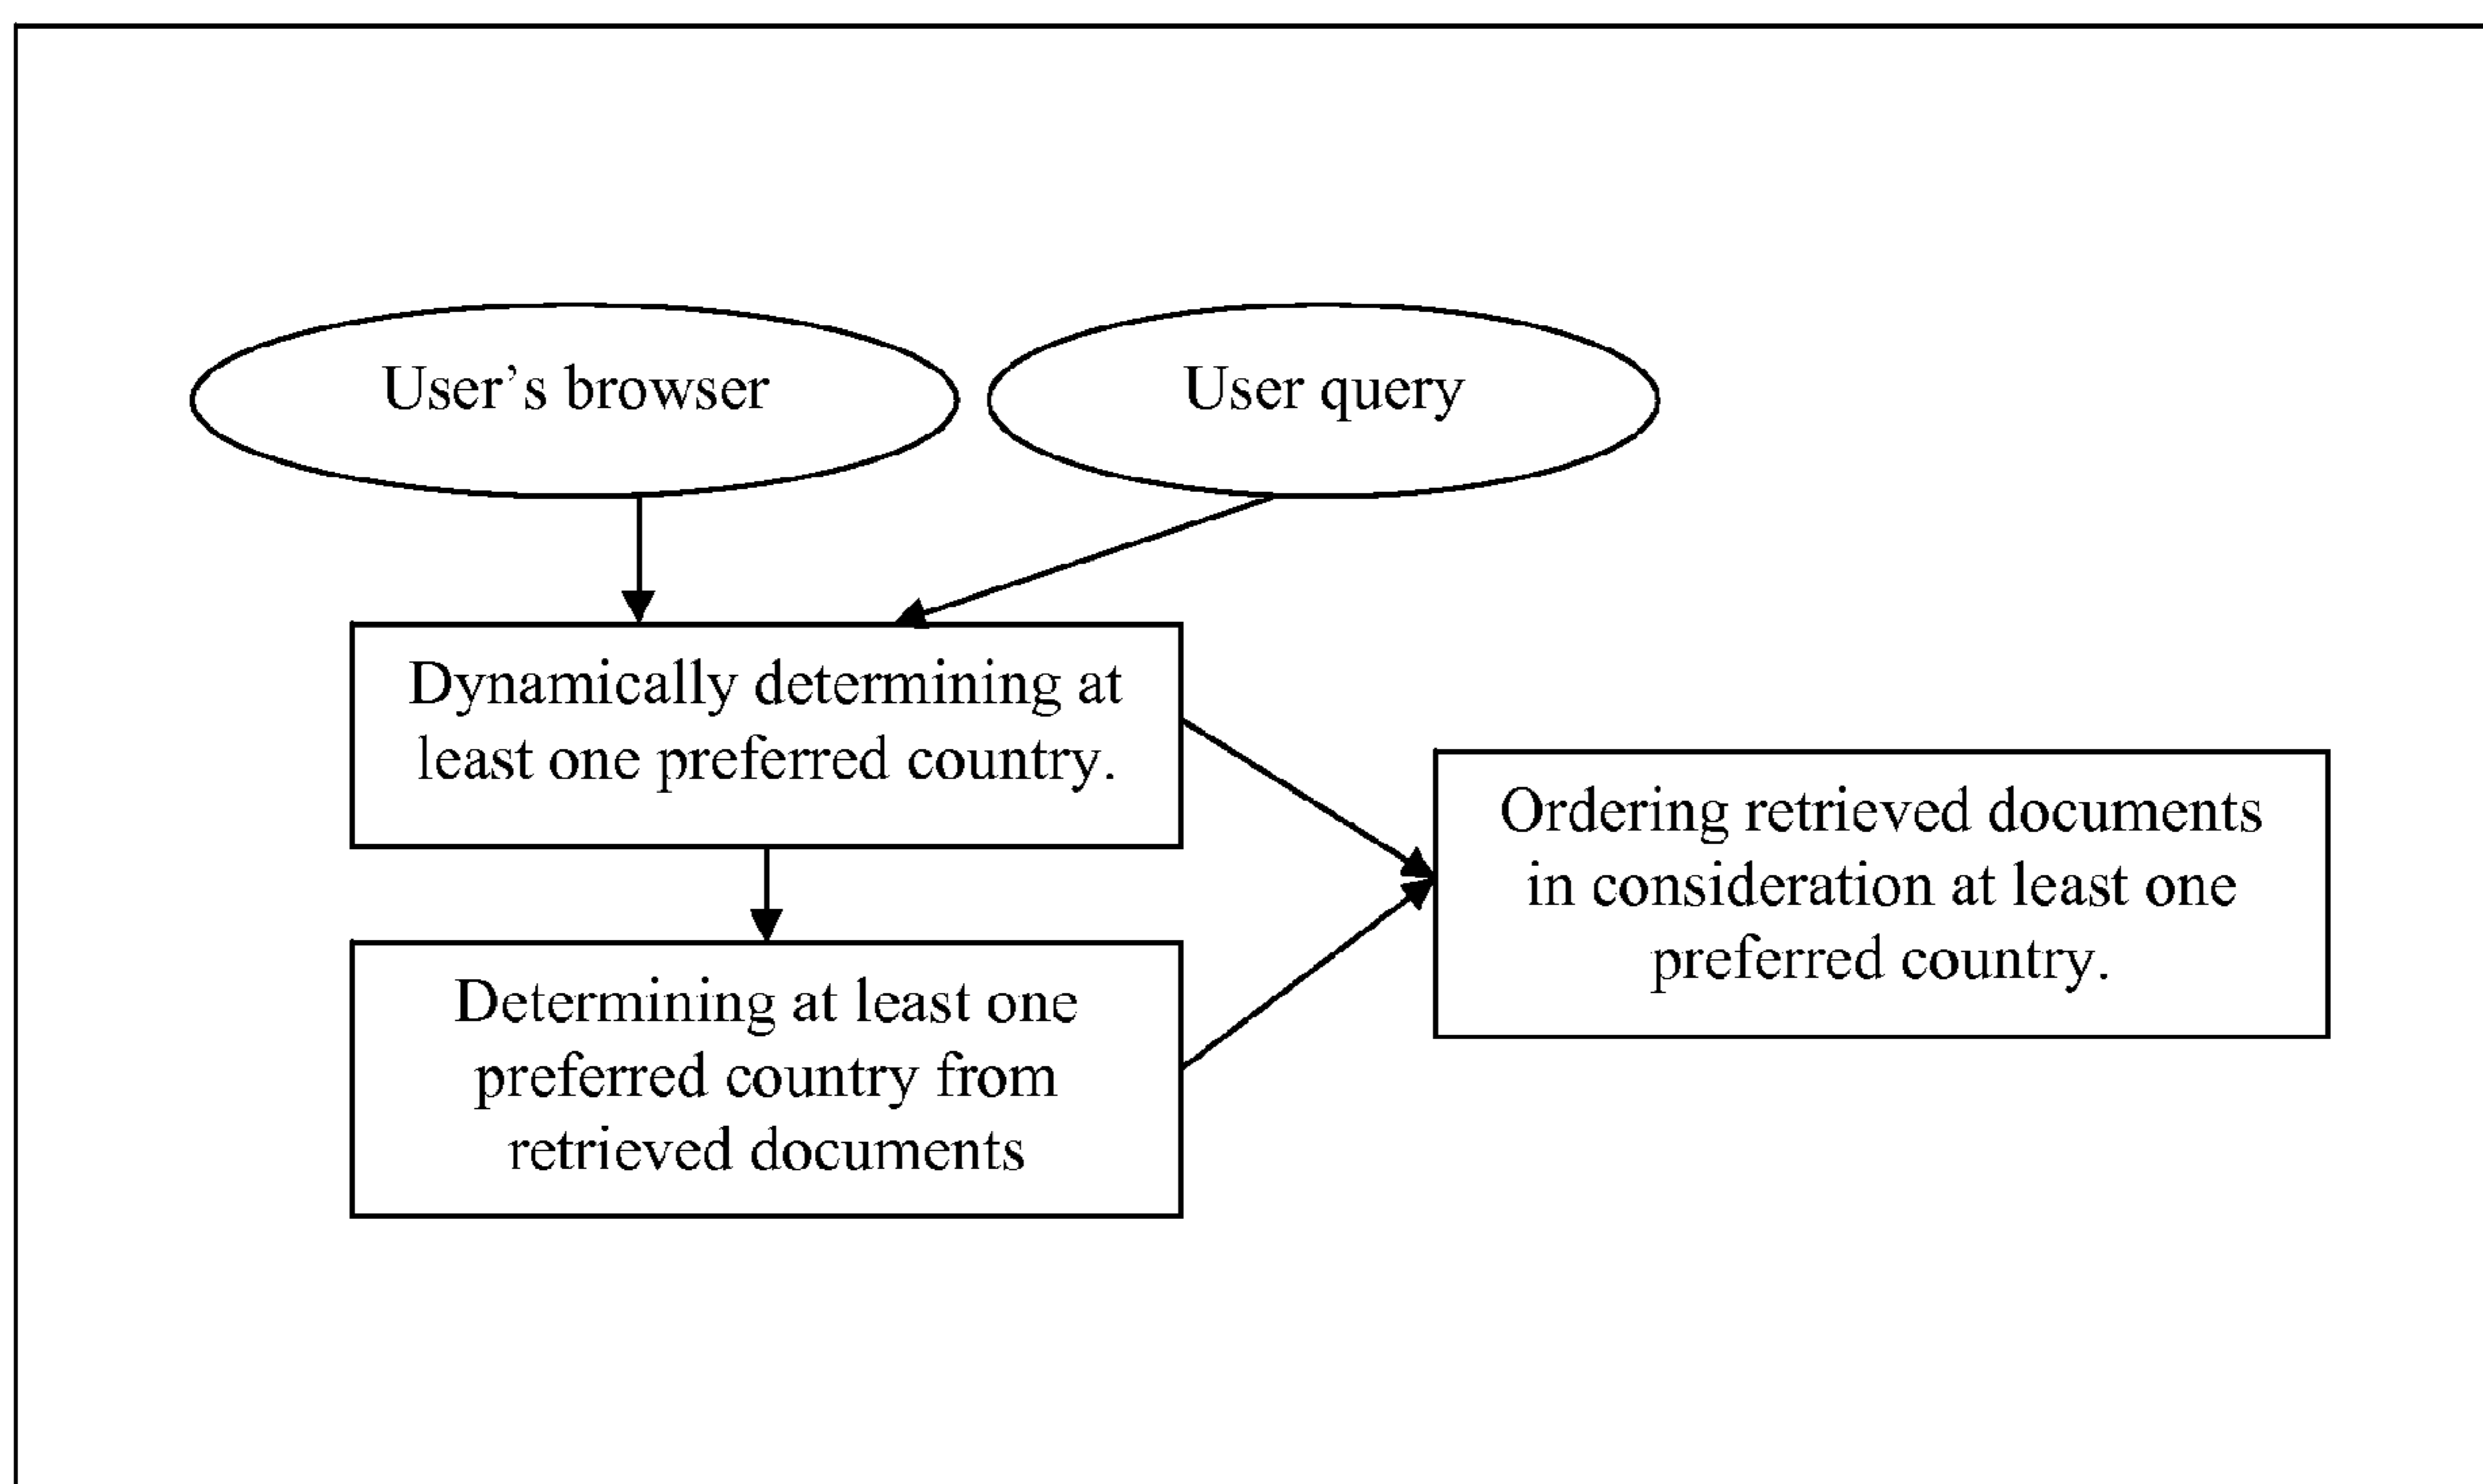 User’s browser
User query
Dynamically determining at
least one preferred country.
Ordering retrieved documents
in consideration at least one
preferred country.
Determining at least one
preferred country from
retrieved documents